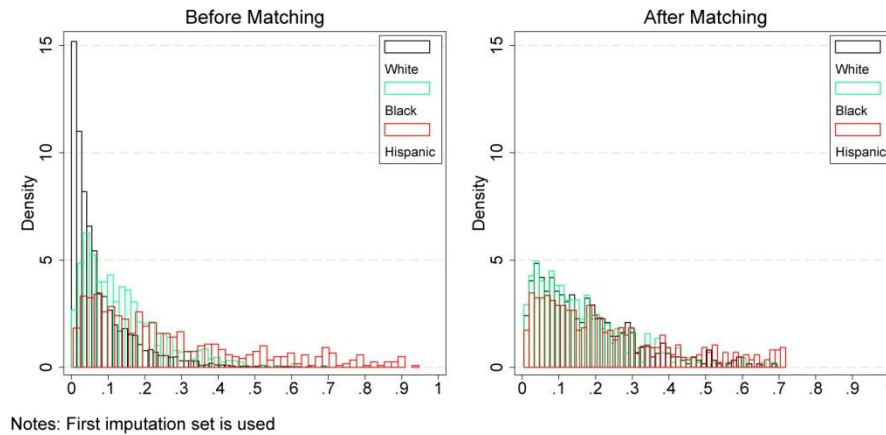 Before Matching
15
10
5
0
Density
0 .1 .2 .3 .4 .5 .6 .7 .8 .9 1
White
Black
Hispanic
After Matching
15
10
5
0
Density
0 .1 .2 .3 .4 .5 .6 .7 .8 .9
White
Black
Hispanic
Notes: First imputation set is used